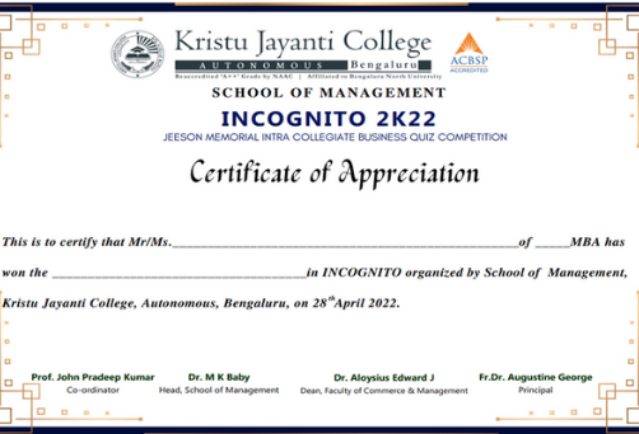 Kristu Jayanti College
AUTONOMOUS Bengaluru
Reaccredited "A++" Grade by NAAC | Affiliated to Bengaluru North University
ACBSP
ACCREDITED
SCHOOL OF MANAGEMENT
INCOGNITO 2K22
JEESON MEMORIAL INTRA COLLEGIATE BUSINESS QUIZ COMPETITION
Certificate of Appreciation
This is to certify that Mr/Ms.______________________________of _____MBA has
won the ______________________________in INCOGNITO organized by School of Management,
Kristu Jayanti College, Autonomous, Bengaluru, on 28th April 2022.
Prof. John Pradeep Kumar Dr. M K Baby Dr. Aloysius Edward J Fr.Dr. Augustine George
Co-ordinator Head, School of Management Dean, Faculty of Commerce & Management Principal